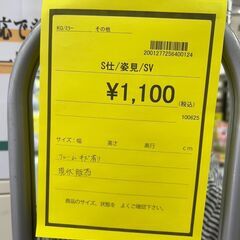 KG/ミラー その他
2001277256400124
S仕/姿見/SV
¥1,100
(税込)
100625
サイズ:幅 高さ 奥行 cm
フレームキズ有り
現状販売
商品のサイズ、状態を よくご確認下さい。